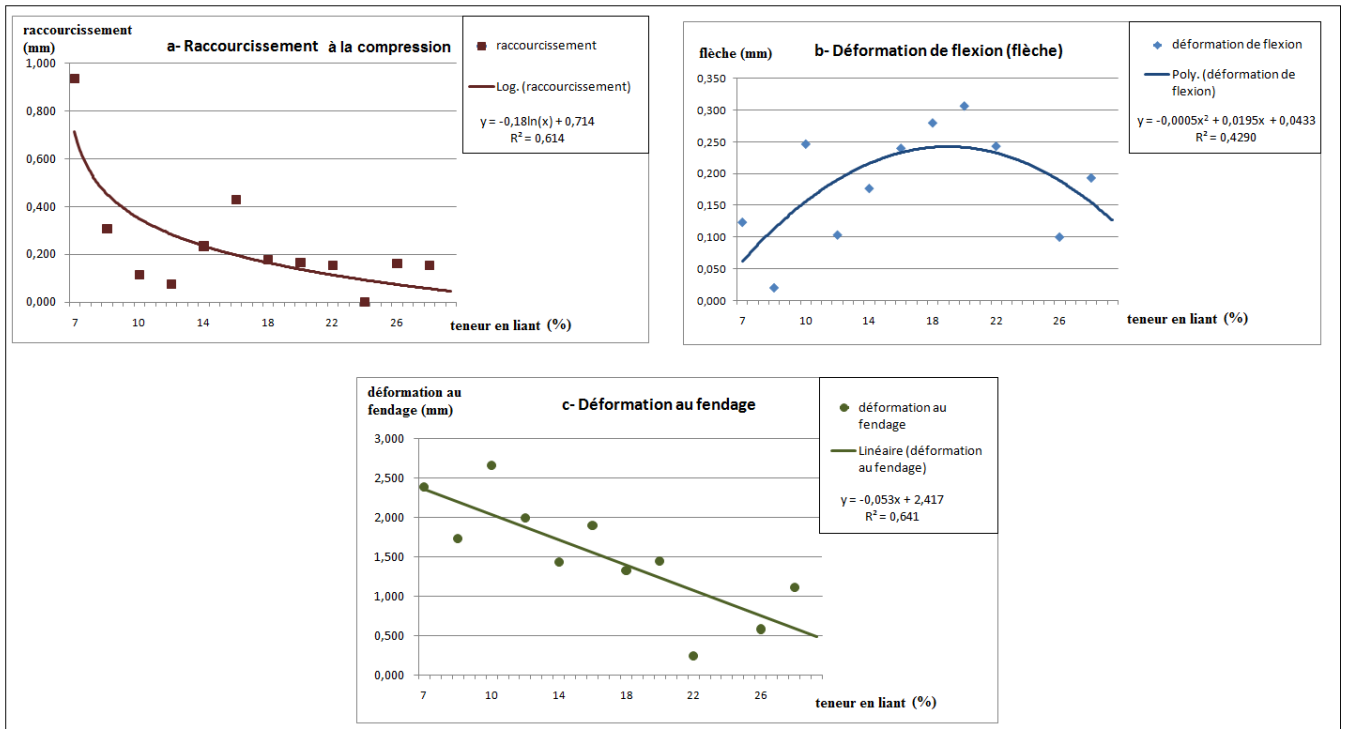 raccourcissement
(mm)
a- Raccourcissement à la compression
1,000
0,800
0,600
0,400
0,200
0,000
7 10 14 18 22 26
teneur en liant (%)
raccourcissement
Log. (raccourcissement)
y = -0,18ln(x) + 0,714
R² = 0,614
flèche (mm)
b- Déformation de flexion (flèche)
0,350
0,300
0,250
0,200
0,150
0,100
0,050
0,000
7 10 14 18 22 26
teneur en liant (%)
déformation de flexion
Poly. (déformation de
flexion)
y = -0,0005x² + 0,0195x + 0,0433
R² = 0,4290
déformation au
fendage (mm)
c- Déformation au fendage
3,000
2,500
2,000
1,500
1,000
0,500
0,000
7 10 14 18 22 26
teneur en liant (%)
déformation au
fendage
Linéaire (déformation
au fendage)
y = -0,053x + 2,417
R² = 0,641